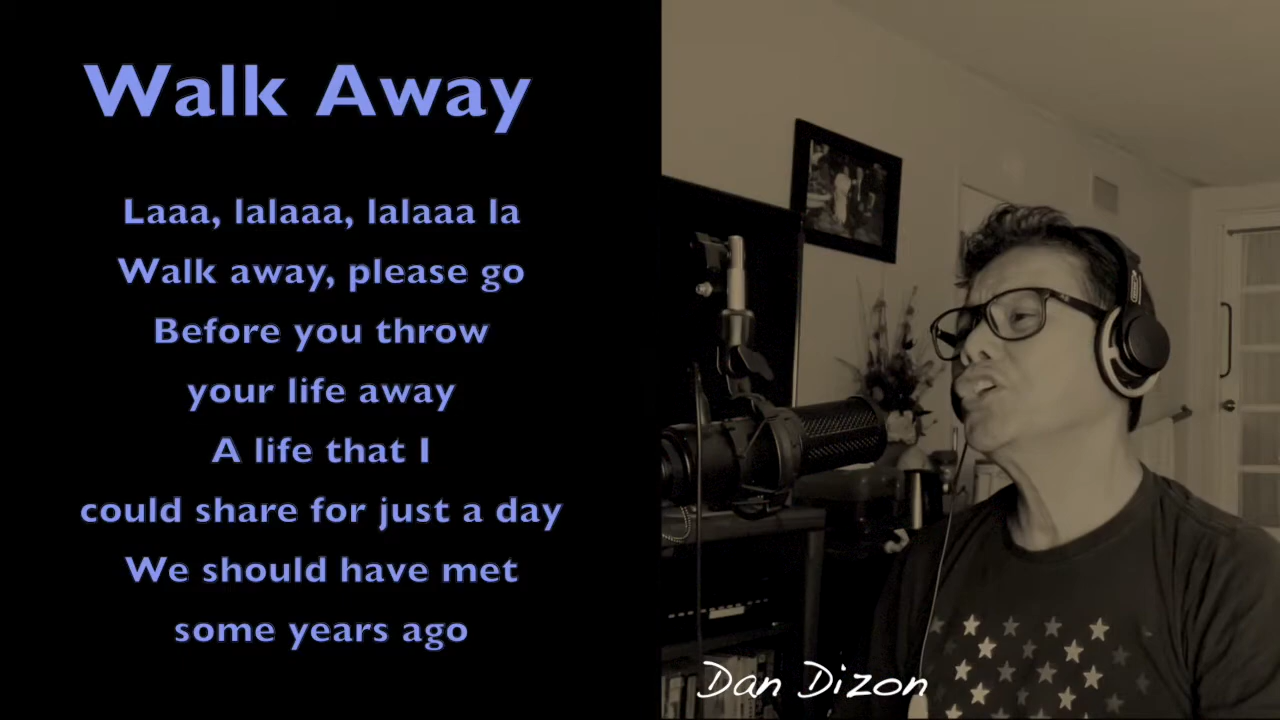 Walk Away
Laaa, lalaaa, lalaaa la
Walk away, please go
Before you throw
your life away
A life that I
could share for just a day
We should have met
some years ago
Dan Dizon